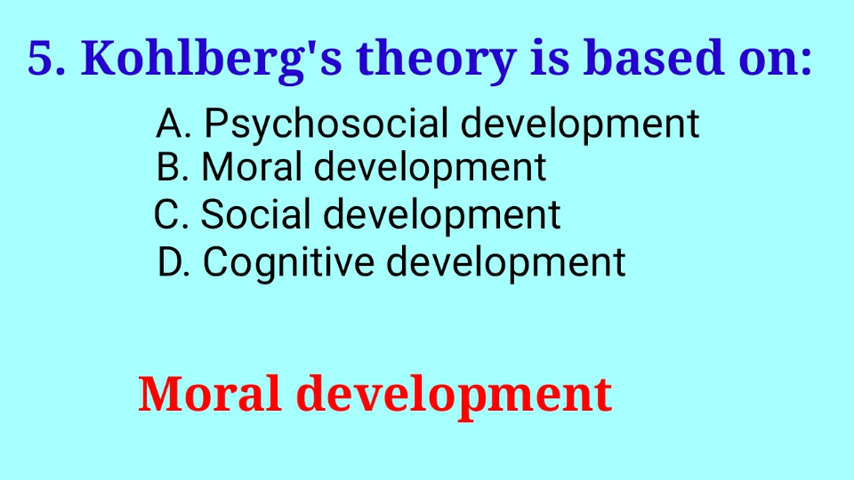 5. Kohlberg's theory is based on:
A. Psychosocial development
B. Moral development
C. Social development
D. Cognitive development
Moral development